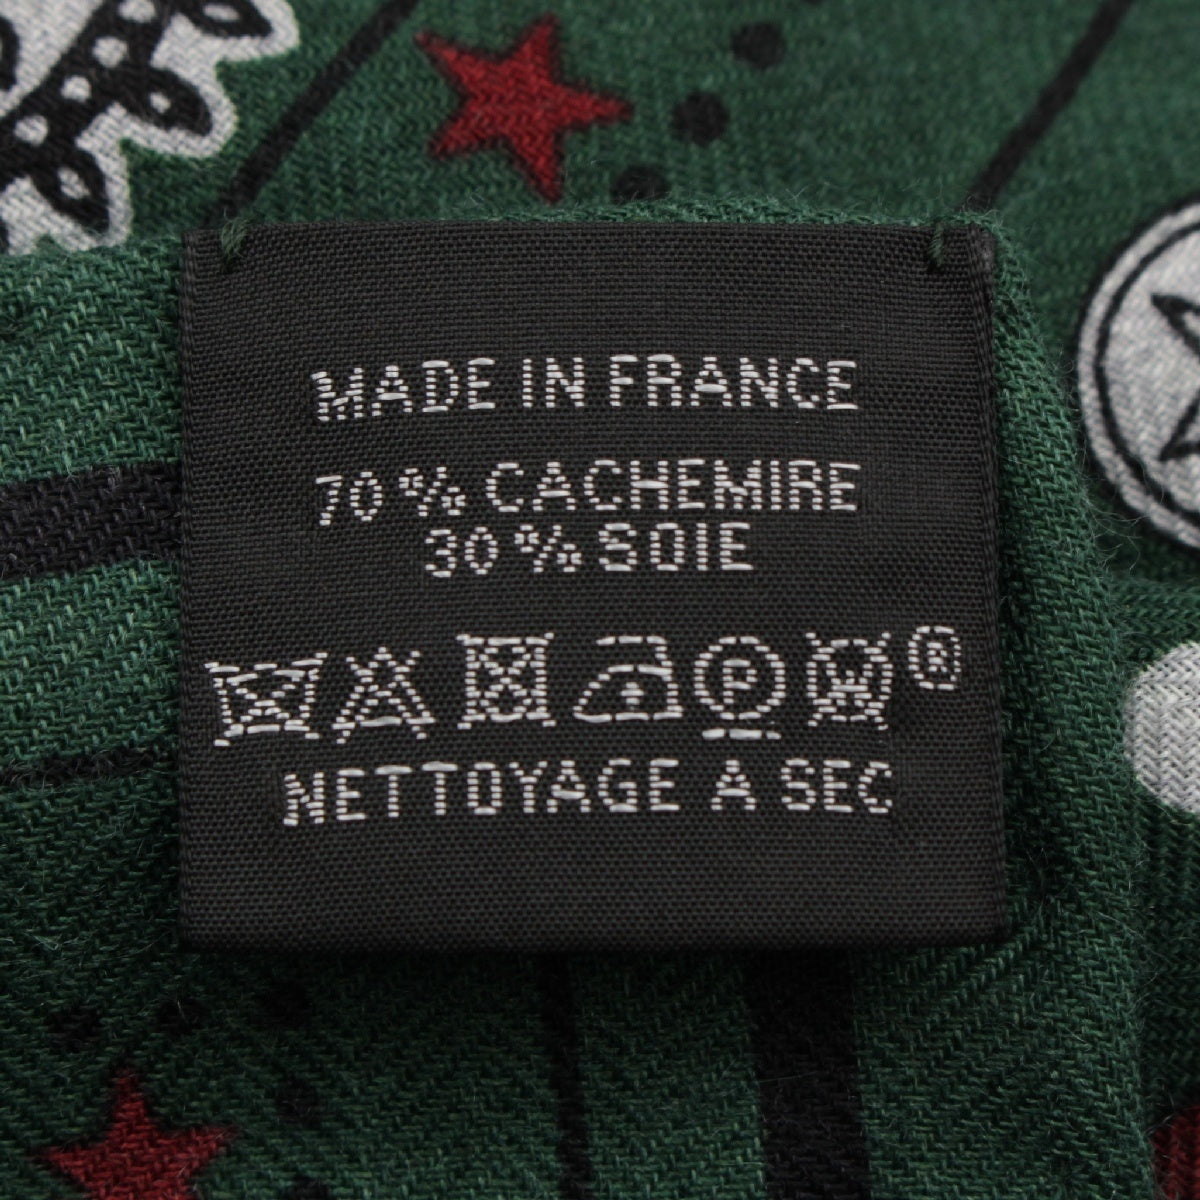 MADE IN FRANCE
70 % CACHEMIRE
30 % SOIE
P W ®
NETTOYAGE A SEC